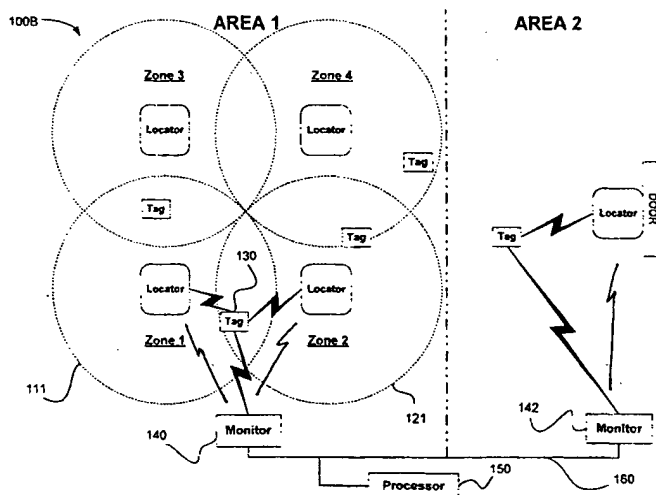 100B
AREA 1
AREA 2
Zone 3
Zone 4
Locator
Locator
Tag
Tag
Locator
DOOR
Tag
Tag
130
Locator
Locator
Tag
Zone 1
Zone 2
111
121
140
Monitor
142
Monitor
150
160
Processor